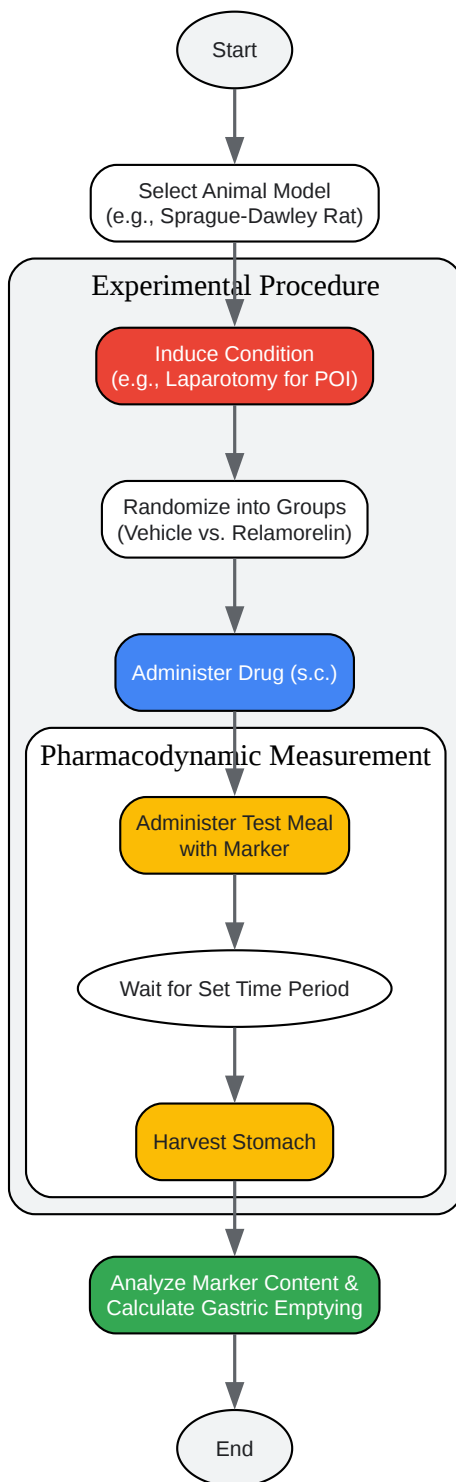 Start
Select Animal Model
(e.g., Sprague-Dawley Rat)
Experimental Procedure
Induce Condition
(e.g., Laparotomy for POI)
Randomize into Groups
(Vehicle vs. Relamorelin)
Administer Drug (s.c.)
Pharmacodynamic Measurement
Administer Test Meal
with Marker
Wait for Set Time Period
Harvest Stomach
Analyze Marker Content &
Calculate Gastric Emptying
End